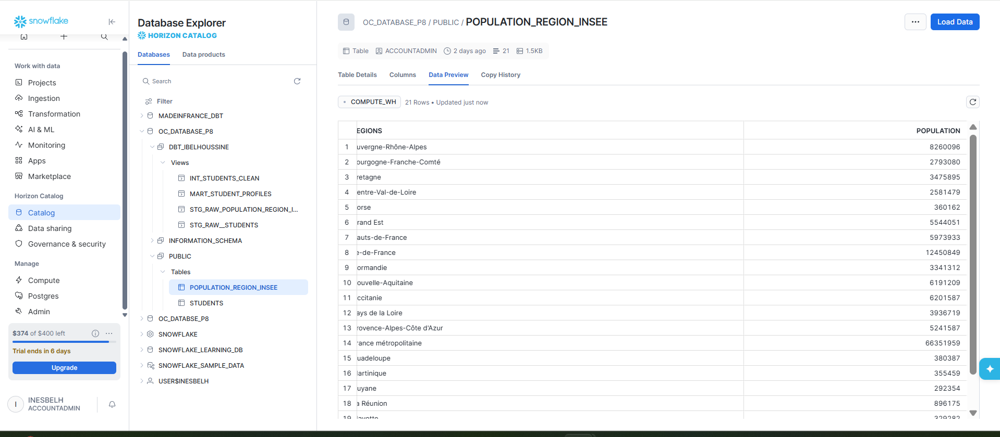 snowflake
Work with data
Projects
Ingestion
Transformation
AI & ML
Monitoring
Apps
Marketplace
Horizon Catalog
Catalog
Data sharing
Governance & security
Manage
Compute
Postgres
Admin
$374 of $400 left
Trial ends in 6 days
Upgrade
I
INESBELH
ACCOUNTADMIN
Database Explorer
HORIZON CATALOG
Databases Data products
Search
Filter
MADEINFRANCE_DBT
OC_DATABASE_P8
DBT_IBELHOUSSINE
Views
INT_STUDENTS_CLEAN
MART_STUDENT_PROFILES
STG_RAW_POPULATION_REGION_I...
STG_RAW__STUDENTS
INFORMATION_SCHEMA
PUBLIC
Tables
POPULATION_REGION_INSEE
STUDENTS
OC_DATABSE_P8
SNOWFLAKE
SNOWFLAKE_LEARNING_DB
SNOWFLAKE_SAMPLE_DATA
USER$INESBELH
OC_DATABASE_P8 / PUBLIC / POPULATION_REGION_INSEE
... Load Data
Table ACCOUNTADMIN 2 days ago 21 1.5KB
Table Details Columns Data Preview Copy History
COMPUTE_WH 21 Rows • Updated just now
EGIONS POPULATION
1 uvergne-Rhône-Alpes 8260096
2 ourgogne-Franche-Comté 2793080
3 retagne 3475895
4 entre-Val-de-Loire 2581479
5 orse 360162
6 rand Est 5544051
7 auts-de-France 5973933
8 e-de-France 12450849
9 ormandie 3341312
10 ouvelle-Aquitaine 6191209
11 ccitanie 6201587
12 ays de la Loire 3936719
13 rovence-Alpes-Côte d'Azur 5241587
14 rance métropolitaine 66351959
15 uadeloupe 380387
16 lartinique 355459
17 uyane 292354
18 a Réunion 896175
19 ayotte 329282